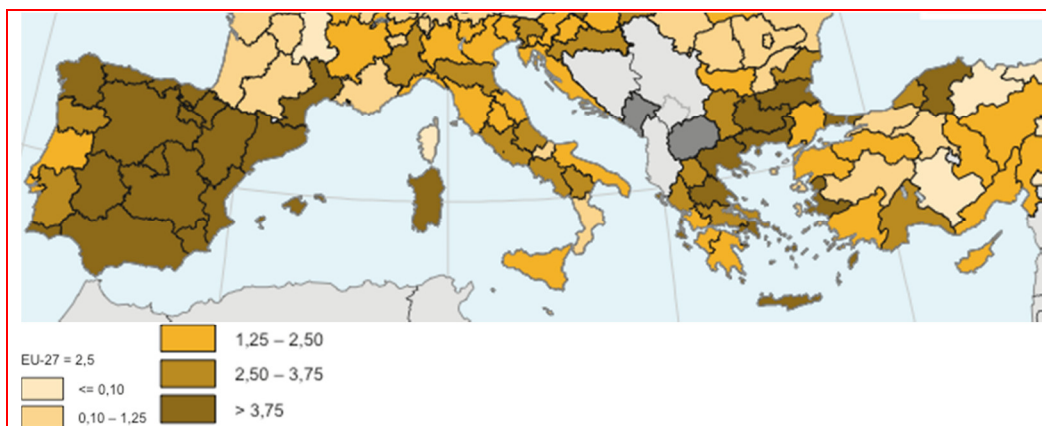 EU-27 = 2,5
<= 0,10
0,10 – 1,25
1,25 – 2,50
2,50 – 3,75
> 3,75